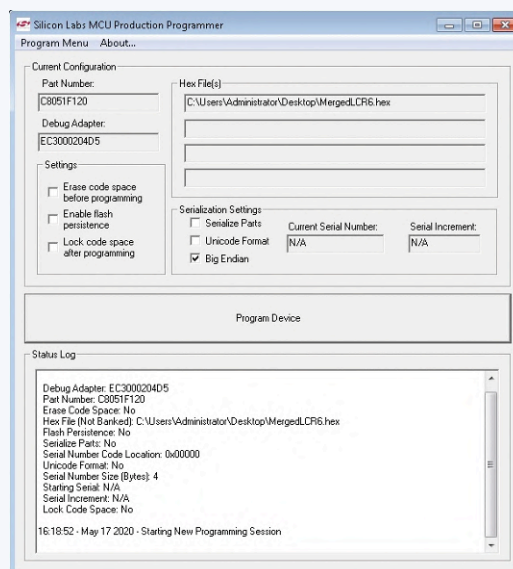 Silicon Labs MCU Production Programmer
Program Menu About...
Current Configuration
Part Number:
C8051F120
Debug Adapter:
EC3000204D5
Settings
Erase code space
before programming
Enable flash
persistence
Lock code space
after programming
Hex File(s)
C:\Users\Administrator\Desktop\MergedLCR6.hex
Serialization Settings
Serialize Parts
Unicode Format
Big Endian
Current Serial Number:
N/A
Serial Increment:
N/A
Program Device
Status Log
Debug Adapter: EC3000204D5
Part Number: C8051F120
Erase Code Space: No
Hex File (Not Banked): C:\Users\Administrator\Desktop\MergedLCR6.hex
Flash Persistence: No
Serialize Parts: No
Serial Number Code Location: 0x00000
Unicode Format: No
Serial Number Size (Bytes): 4
Starting Serial: N/A
Serial Increment: N/A
Lock Code Space: No
16:18:52 - May 17 2020 - Starting New Programming Session